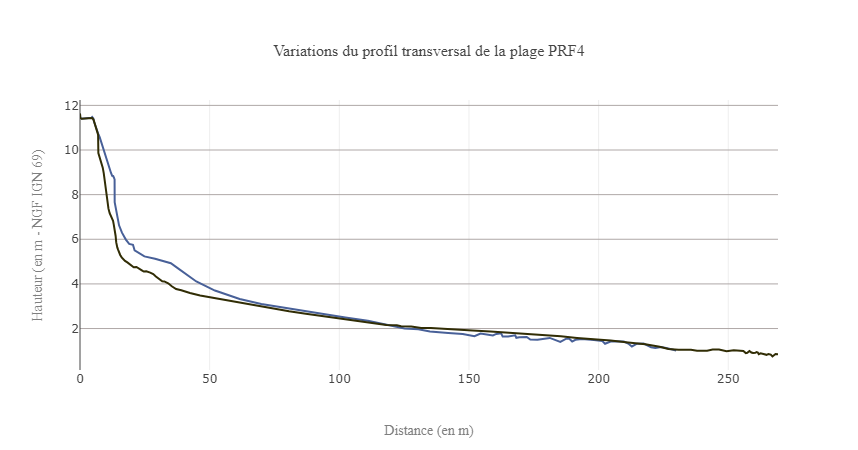 Variations du profil transversal de la plage PRF4
Hauteur (en m - NGF IGN 69)
12
10
8
6
4
2
0 50 100 150 200 250
Distance (en m)